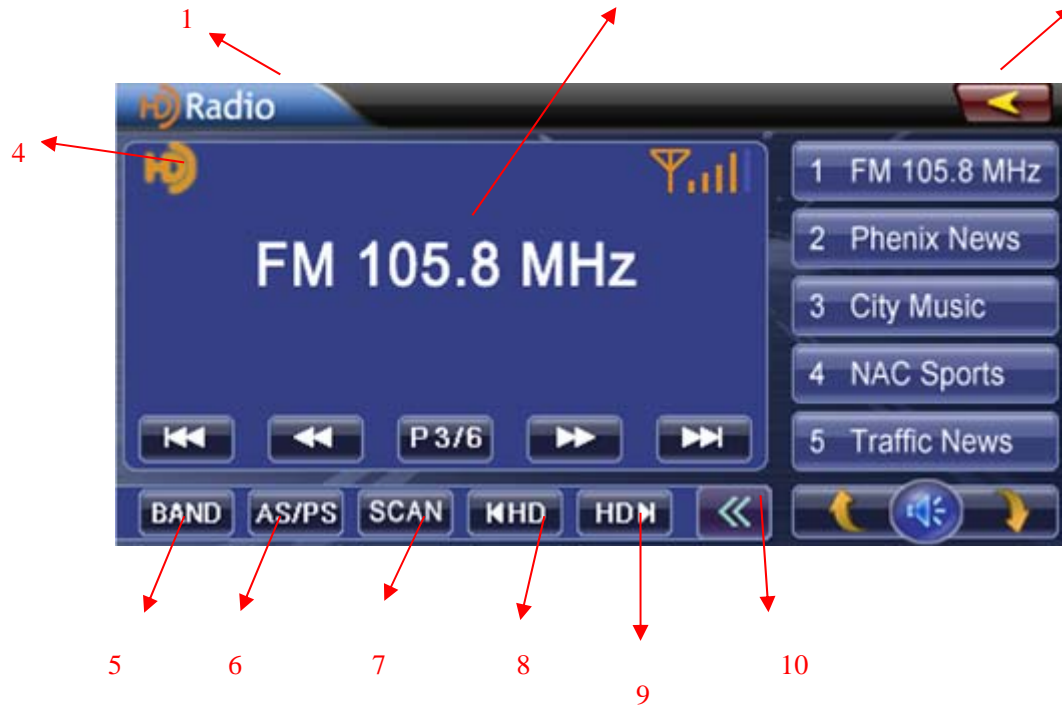 1
HD Radio
4
HD
FM 105.8 MHz
P3/6
1 FM 105.8 MHz
2 Phenix News
3 City Music
4 NAC Sports
5 Traffic News
BAND AS/PS SCAN HD HD
5 6 7 8 9 10